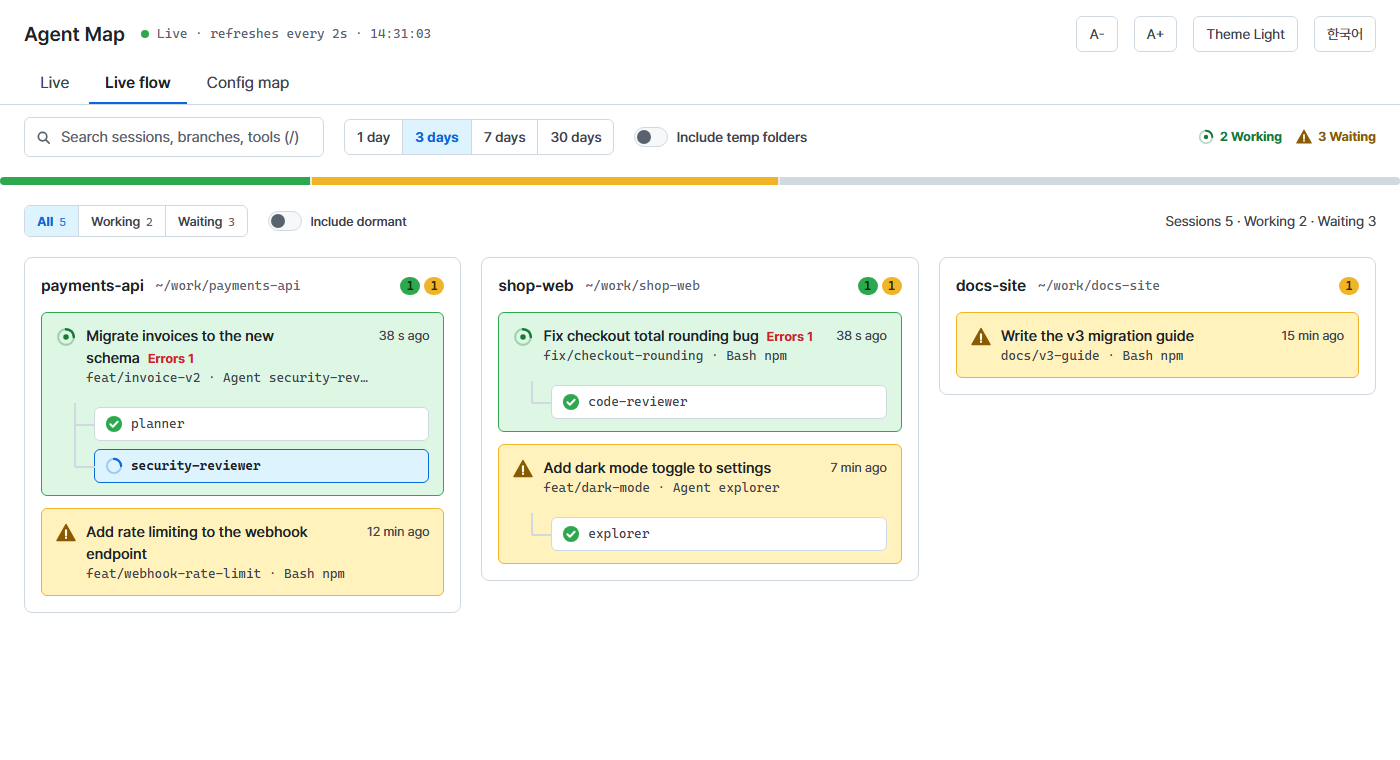 Agent Map
Live · refreshes every 2s · 14:31:03
A-
A+
Theme Light
한국어
Live
Live flow
Config map
Search sessions, branches, tools (/)
1 day
3 days
7 days
30 days
Include temp folders
2 Working
3 Waiting
All 5
Working 2
Waiting 3
Include dormant
Sessions 5 · Working 2 · Waiting 3
payments-api ~/work/payments-api 1 1
Migrate invoices to the new 38 s ago
schema Errors 1
feat/invoice-v2 · Agent security-rev…
planner
security-reviewer
Add rate limiting to the webhook 12 min ago
endpoint
feat/webhook-rate-limit · Bash npm
shop-web ~/work/shop-web 1 1
Fix checkout total rounding bug Errors 1 38 s ago
fix/checkout-rounding · Bash npm
code-reviewer
Add dark mode toggle to settings 7 min ago
feat/dark-mode · Agent explorer
explorer
docs-site ~/work/docs-site 1
Write the v3 migration guide 15 min ago
docs/v3-guide · Bash npm